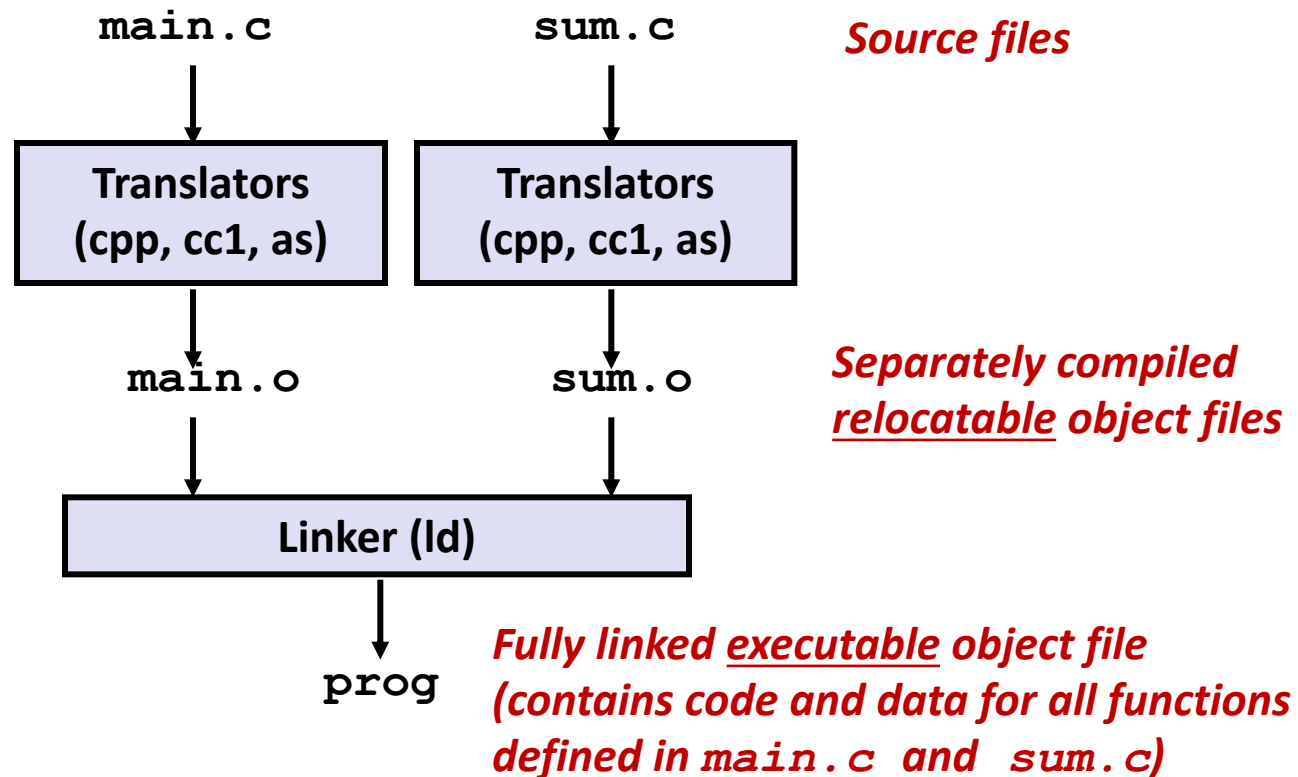 main.c
sum.c
Source files
Translators
(cpp, cc1, as)
Translators
(cpp, cc1, as)
main.o
sum.o
Separately compiled
relocatable object files
Linker (ld)
prog
Fully linked executable object file
(contains code and data for all functions
defined in main.c and sum.c)